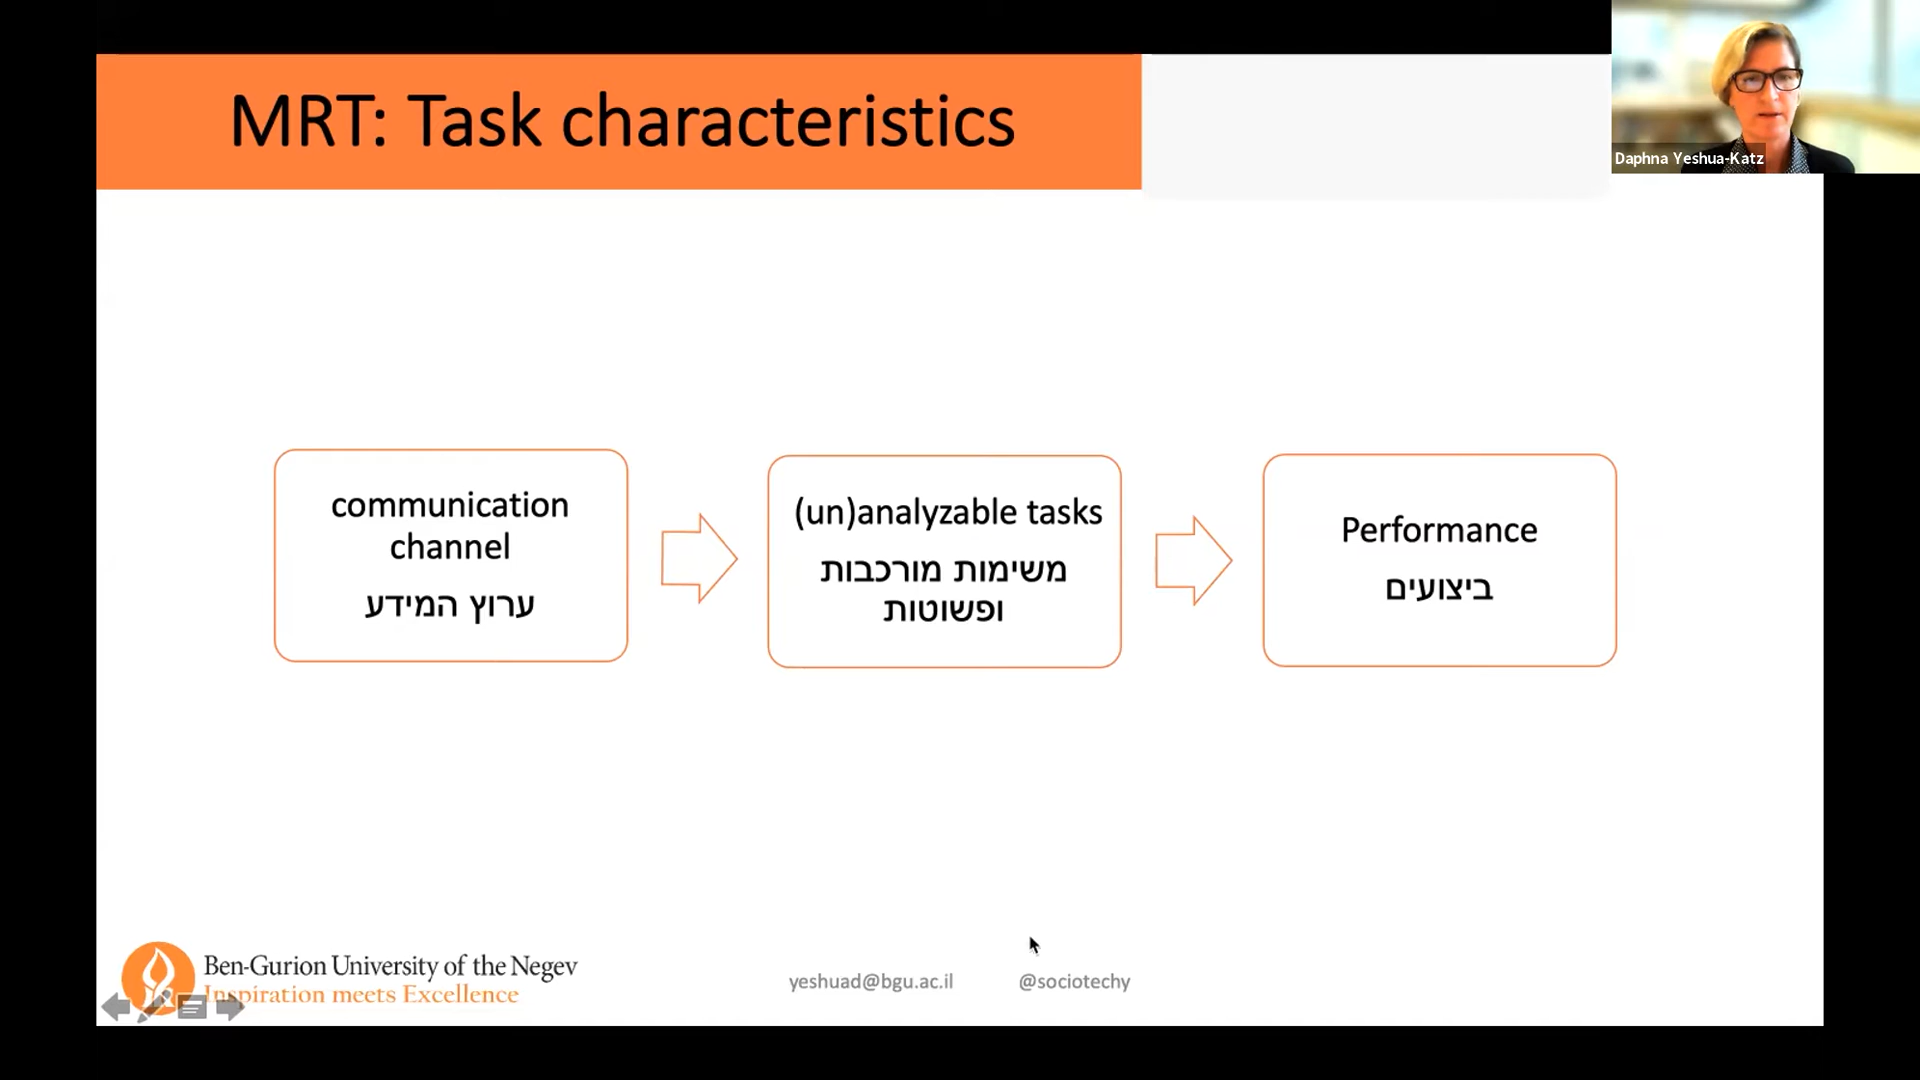 MRT: Task characteristics
Daphna Yeshua-Katz
communication
channel
ערוץ המידע
(un)analyzable tasks
משימות מורכבות
ופשוטות
Performance
ביצועים
Ben-Gurion University of the Negev
Inspiration meets Excellence
yeshuad@bgu.ac.il
@sociotechy